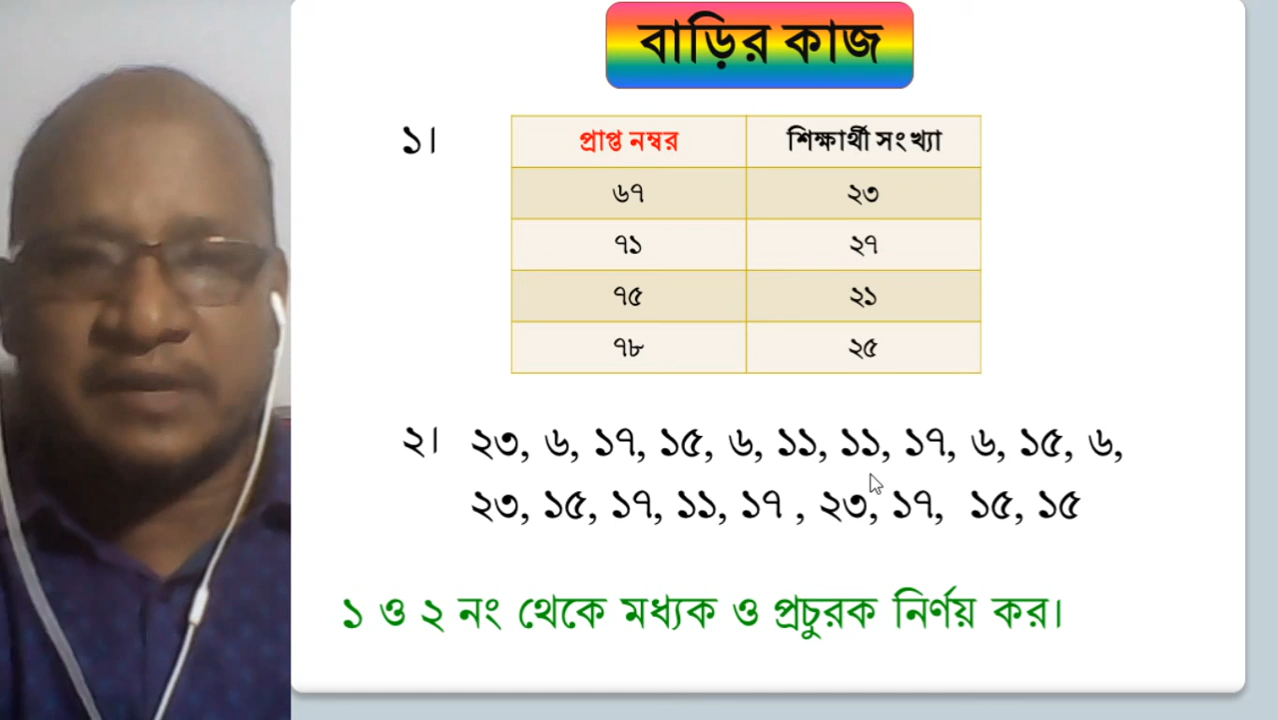 বাড়ির কাজ
১। প্রাপ্ত নম্বর শিক্ষার্থী সংখ্যা
৬৭ ২৩
৭১ ২৭
৭৫ ২১
৭৮ ২৫
২। ২৩, ৬, ১৭, ১৫, ৬, ১১, ১১, ১৭, ৬, ১৫, ৬,
২৩, ১৫, ১৭, ১১, ১৭ , ২৩, ১৭, ১৫, ১৫
১ ও ২ নং থেকে মধ্যক ও প্রচুরক নির্ণয় কর।